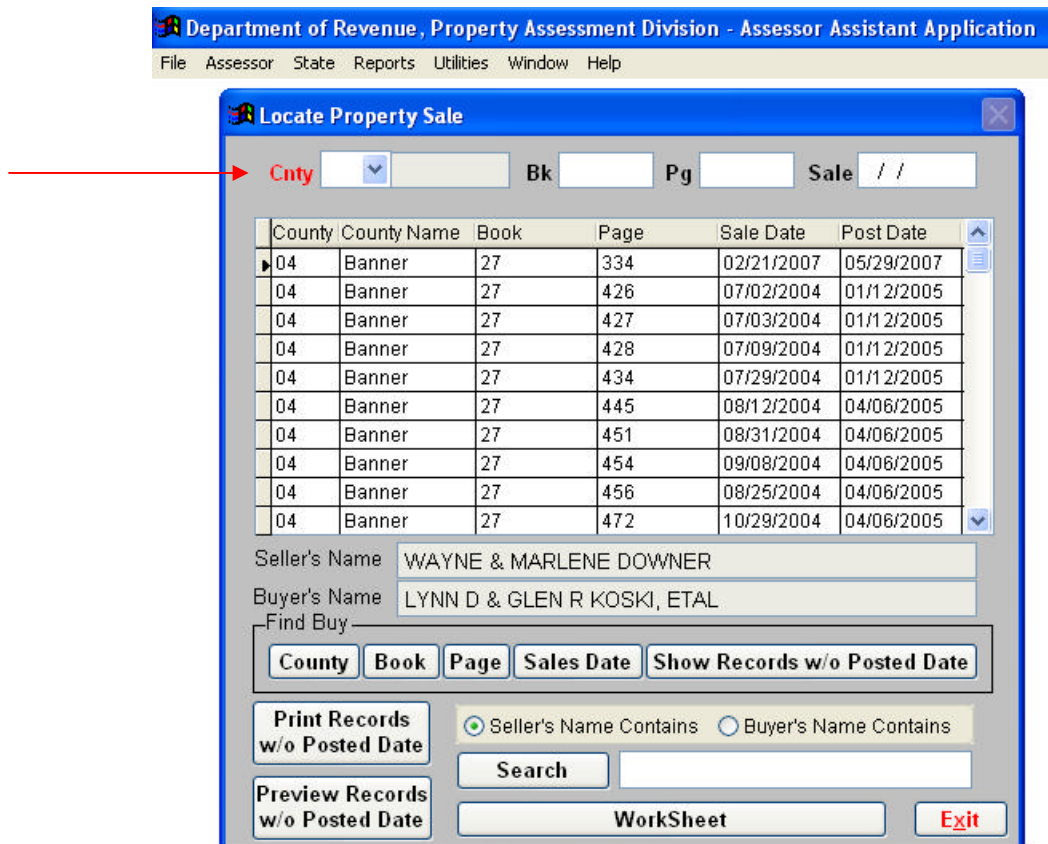 Department of Revenue, Property Assessment Division - Assessor Assistant Application
File Assessor State Reports Utilities Window Help
Locate Property Sale
Cnty Bk Pg Sale / /
County County Name Book Page Sale Date Post Date
04 Banner 27 334 02/21/2007 05/29/2007
04 Banner 27 426 07/02/2004 01/12/2005
04 Banner 27 427 07/03/2004 01/12/2005
04 Banner 27 428 07/09/2004 01/12/2005
04 Banner 27 434 07/29/2004 01/12/2005
04 Banner 27 445 08/12/2004 04/06/2005
04 Banner 27 451 08/31/2004 04/06/2005
04 Banner 27 454 09/08/2004 04/06/2005
04 Banner 27 456 08/25/2004 04/06/2005
04 Banner 27 472 10/29/2004 04/06/2005
Seller's Name WAYNE & MARLENE DOWNER
Buyer's Name LYNN D & GLEN R KOSKI, ETAL
Find Buy
County Book Page Sales Date Show Records w/o Posted Date
Print Records
w/o Posted Date
Seller's Name Contains Buyer's Name Contains
Search
Preview Records
w/o Posted Date
WorkSheet Exit